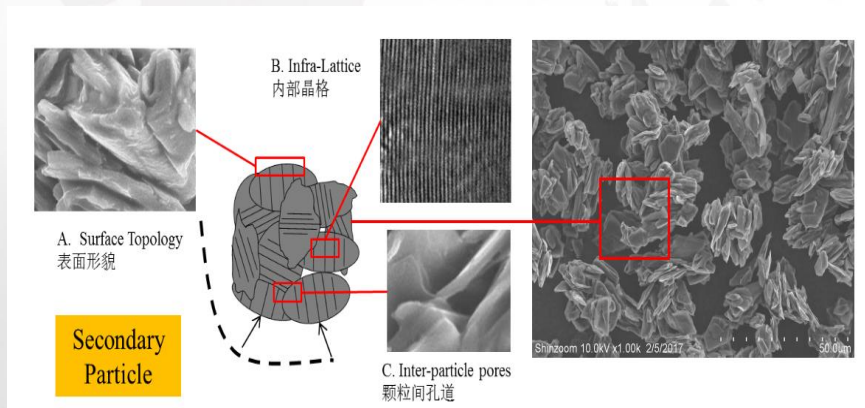 B. Infra-Lattice
内部晶格
A. Surface Topology
表面形貌
Secondary
Particle
C. Inter-particle pores
颗粒间孔道
Shinzoom 10.0kV x1.00k 2/5/2017
50.0um